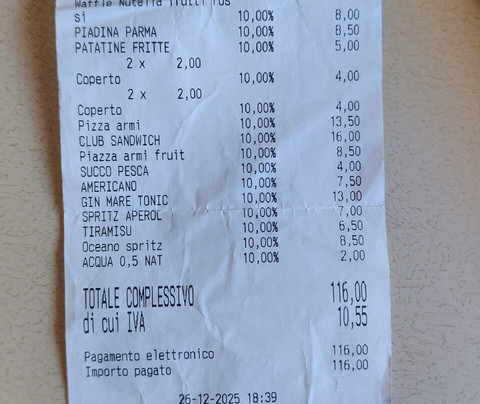 Waffle Nutella frutti ros
si 10,00% 8,00
PIADINA PARMA 10,00% 8,50
PATATINE FRITTE 10,00% 5,00
2 x 2,00
Coperto 10,00% 4,00
2 x 2,00
Coperto 10,00% 4,00
Pizza armi 10,00% 13,50
CLUB SANDWICH 10,00% 16,00
Piazza armi fruit 10,00% 8,50
SUCCO PESCA 10,00% 4,00
AMERICANO 10,00% 7,50
GIN MARE TONIC 10,00% 13,00
SPRITZ APEROL 10,00% 7,00
TIRAMISU 10,00% 6,50
Oceano spritz 10,00% 8,50
ACQUA 0,5 NAT 10,00% 2,00
TOTALE COMPLESSIVO 116,00
di cui IVA 10,55
Pagamento elettronico 116,00
Importo pagato 116,00
26-12-2025 18:39